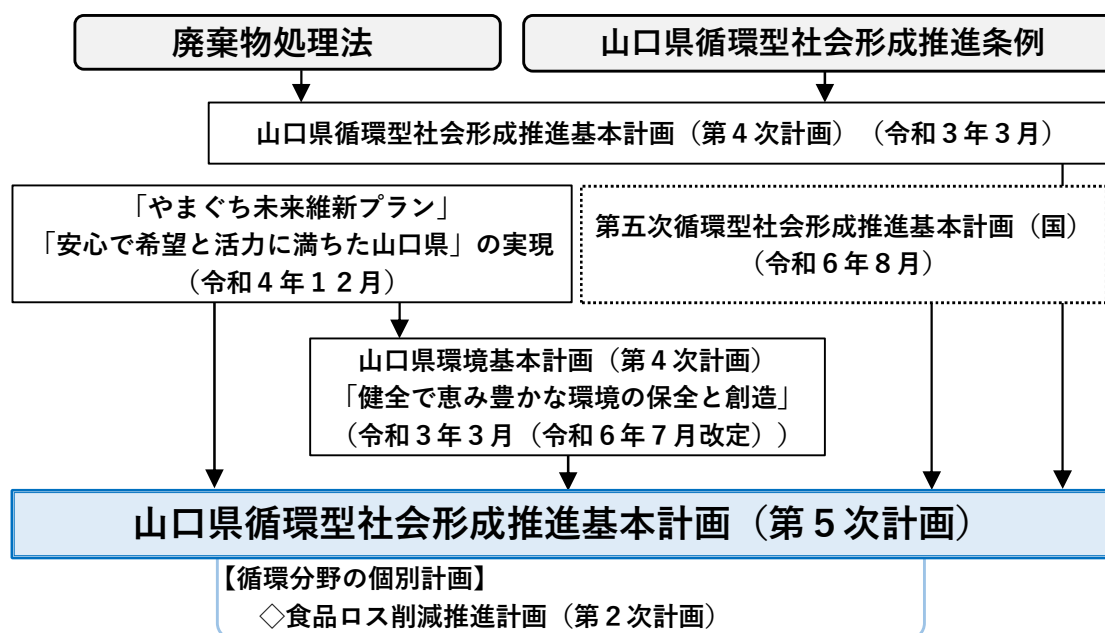 廃棄物処理法
山口県循環型社会形成推進条例
山口県循環型社会形成推進基本計画（第４次計画）（令和３年３月）
「やまぐち未来維新プラン」
「安心で希望と活力に満ちた山口県」の実現
（令和４年１２月）
第五次循環型社会形成推進基本計画（国）
（令和６年８月）
山口県環境基本計画（第４次計画）
「健全で恵み豊かな環境の保全と創造」
（令和３年３月（令和６年７月改定））
山口県循環型社会形成推進基本計画（第５次計画）
【循環分野の個別計画】
◇食品ロス削減推進計画（第２次計画）